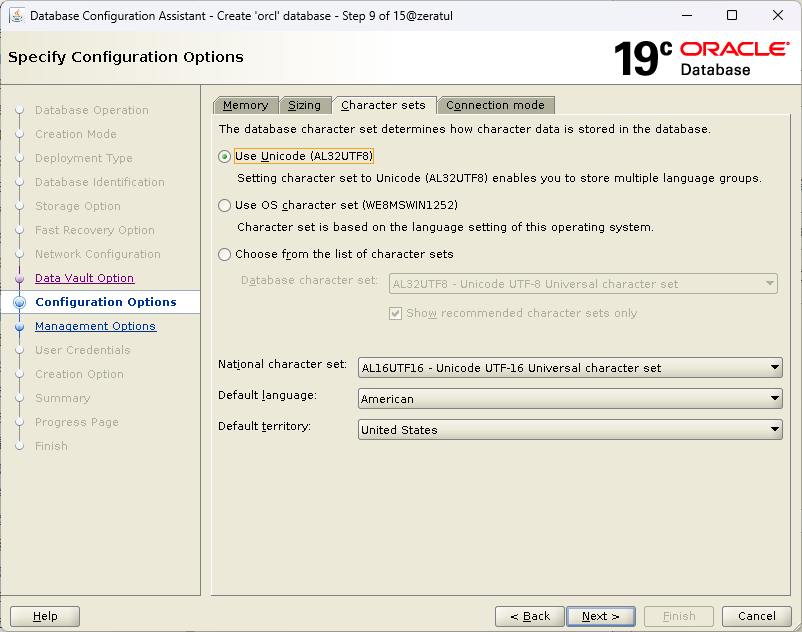 Database Configuration Assistant - Create 'orcl' database - Step 9 of 15@zeratul
Specify Configuration Options
19c ORACLE
Database
Database Operation
Creation Mode
Deployment Type
Database Identification
Storage Option
Fast Recovery Option
Network Configuration
Data Vault Option
Configuration Options
Management Options
User Credentials
Creation Option
Summary
Progress Page
Finish
Memory Sizing Character sets Connection mode
The database character set determines how character data is stored in the database.
Use Unicode (AL32UTF8)
Setting character set to Unicode (AL32UTF8) enables you to store multiple language groups.
Use OS character set (WE8MSWIN1252)
Character set is based on the language setting of this operating system.
Choose from the list of character sets
Database character set: AL32UTF8 - Unicode UTF-8 Universal character set
Show recommended character sets only
National character set: AL16UTF16 - Unicode UTF-16 Universal character set
Default language: American
Default territory: United States
Help < Back Next > Finish Cancel